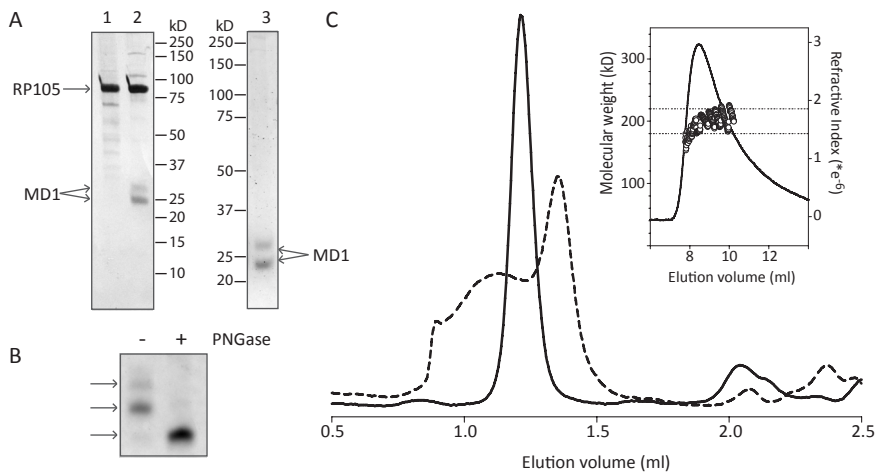 A
1 2 kD
250
150
100
75
50
37
25
20
15
10
RP105
MD1
3
kD
250
150
100
75
50
37
25
20
MD1
B
- + PNGase
C
0.5 1.0 1.5 2.0 2.5
Elution volume (ml)
Molecular weight (kD)
300
200
100
3
2
1
0
Refractive Index (*e⁻⁶)
8 10 12
Elution volume (ml)